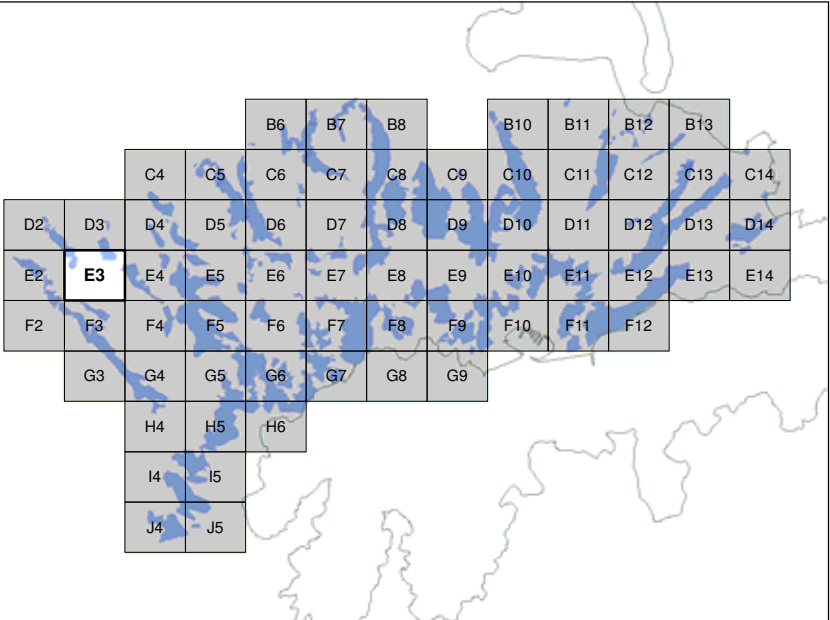 B6 B7 B8 B10 B11 B12 B13
C4 C5 C6 C7 C8 C9 C10 C11 C12 C13 C14
D2 D3 D4 D5 D6 D7 D8 D9 D10 D11 D12 D13 D14
E2 E3 E4 E5 E6 E7 E8 E9 E10 E11 E12 E13 E14
F2 F3 F4 F5 F6 F7 F8 F9 F10 F11 F12
G3 G4 G5 G6 G7 G8 G9
H4 H5 H6
I4 I5
J4 J5